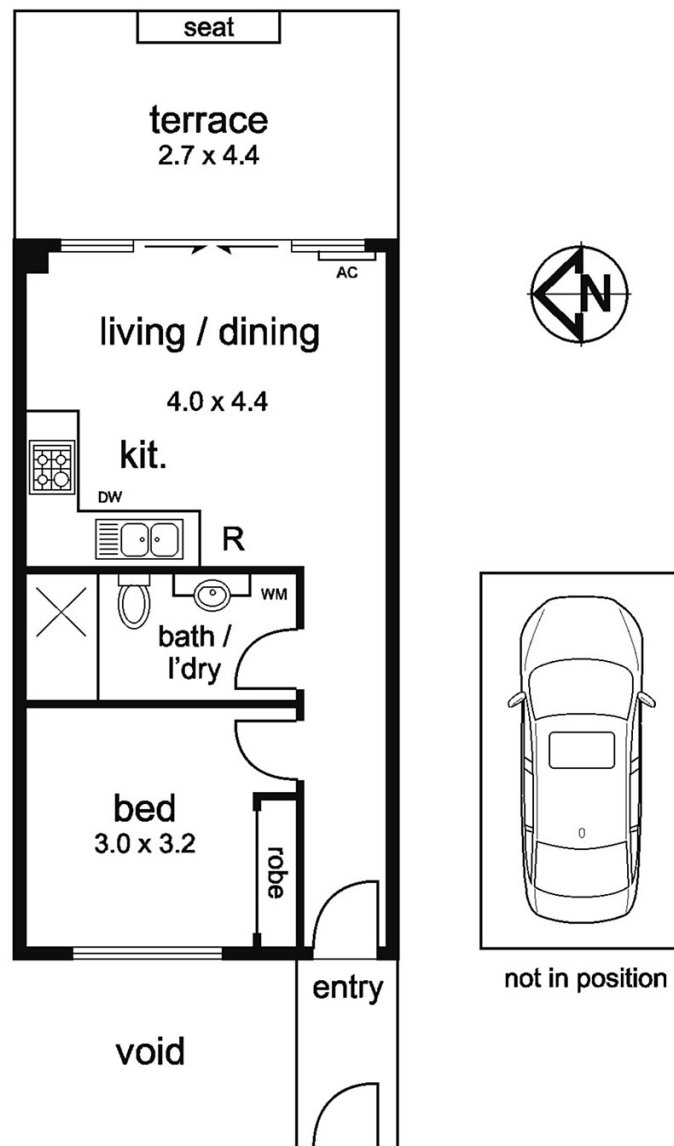 seat
terrace
2.7 x 4.4
AC
N
living / dining
4.0 x 4.4
kit.
DW
R
WM
bath /
l'dry
bed
3.0 x 3.2
robe
entry
void
not in position